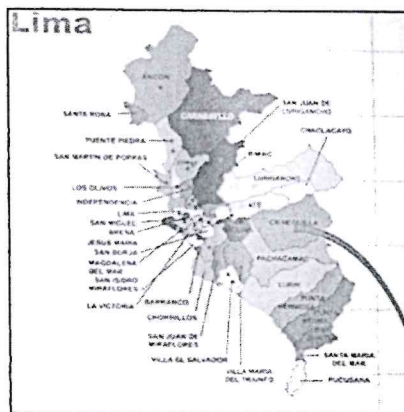 Lima
ANCÓN
SANTA ROSA
CARABAYLLO
SAN JUAN DE
LURIGANCHO
PUENTE PIEDRA
CHACLACAYO
SAN MARTIN DE PORRAS
RIMAC
LURIGANCHO
LOS OLIVOS
INDEPENDENCIA
ATE
LIMA
CIENEGUILLA
SAN MIGUEL
BREÑA
JESUS MARIA
SAN BORJA
PACHACAMAC
MAGDALENA
DEL MAR
SAN ISIDRO
MIRAFLORES
LURIN
LA VICTORIA
BARRANCO
PUNTA
HERMOSA
CHORRILLOS
SAN JUAN DE
MIRAFLORES
VILLA EL SALVADOR
SANTA MARIA
DEL MAR
VILLA MARIA
DEL TRIUNFO
PUCUSANA